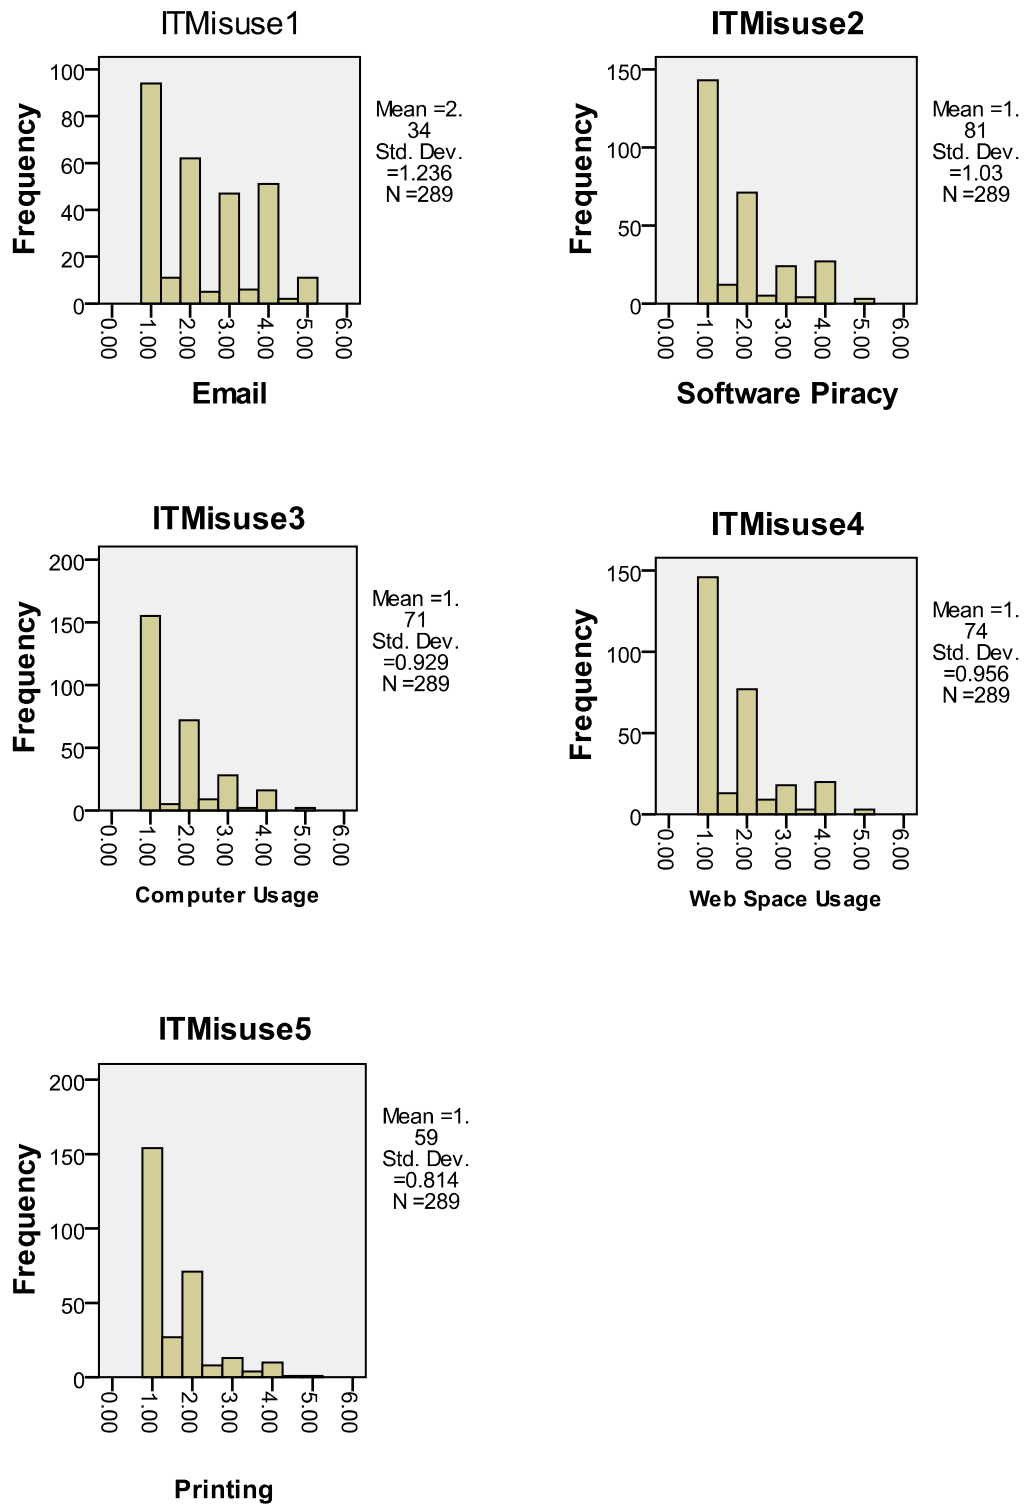 ITMisuse1
100
80
60
40
20
0
Frequency
0.00 1.00 2.00 3.00 4.00 5.00 6.00
Email
Mean =2.
34
Std. Dev.
=1.236
N =289
ITMisuse2
150
100
50
0
Frequency
0.00 1.00 2.00 3.00 4.00 5.00 6.00
Software Piracy
Mean =1.
81
Std. Dev.
=1.03
N =289
ITMisuse3
200
150
100
50
0
Frequency
0.00 1.00 2.00 3.00 4.00 5.00 6.00
Computer Usage
Mean =1.
71
Std. Dev.
=0.929
N =289
ITMisuse4
150
100
50
0
Frequency
0.00 1.00 2.00 3.00 4.00 5.00 6.00
Web Space Usage
Mean =1.
74
Std. Dev.
=0.956
N =289
ITMisuse5
200
150
100
50
0
Frequency
0.00 1.00 2.00 3.00 4.00 5.00 6.00
Printing
Mean =1.
59
Std. Dev.
=0.814
N =289